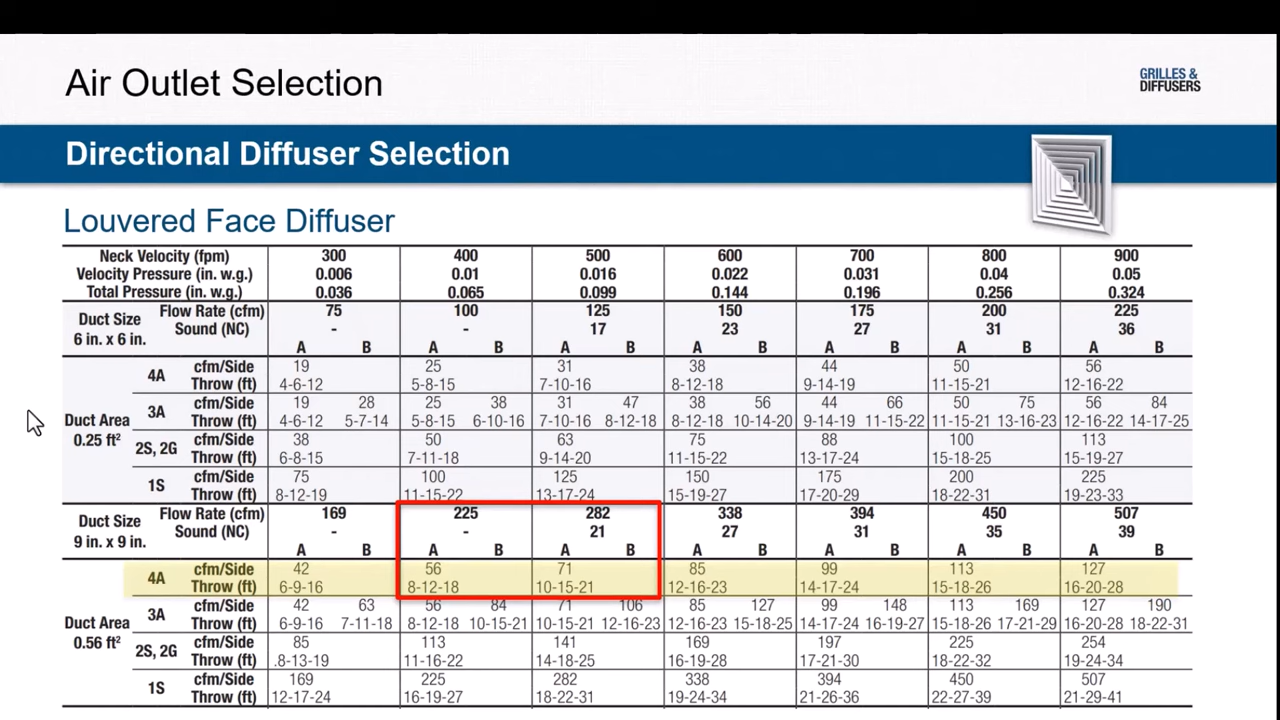 Air Outlet Selection
GRILLES &
DIFFUSERS
Directional Diffuser Selection
Louvered Face Diffuser
Neck Velocity (fpm) 300 400 500 600 700 800 900
Velocity Pressure (in. w.g.) 0.006 0.01 0.016 0.022 0.031 0.04 0.05
Total Pressure (in. w.g.) 0.036 0.065 0.099 0.144 0.196 0.256 0.324
Duct Size Flow Rate (cfm) 75 100 125 150 175 200 225
6 in. x 6 in. Sound (NC) - - 17 23 27 31 36
A B A B A B A B A B A B A B
4A cfm/Side 19 25 31 38 44 50 56
Throw (ft) 4-6-12 5-8-15 7-10-16 8-12-18 9-14-19 11-15-21 12-16-22
Duct Area 0.25 ft² 3A cfm/Side 19 28 25 38 31 47 38 56 44 66 50 75 56 84
Throw (ft) 4-6-12 5-7-14 5-8-15 6-10-16 7-10-16 8-12-18 8-12-18 10-14-20 9-14-19 11-15-22 11-15-21 13-16-23 12-16-22 14-17-25
2S, 2G cfm/Side 38 50 63 75 88 100 113
Throw (ft) 6-8-15 7-11-18 9-14-20 11-15-22 13-17-24 15-18-25 15-19-27
1S cfm/Side 75 100 125 150 175 200 225
Throw (ft) 8-12-19 11-15-22 13-17-24 15-19-27 17-20-29 18-22-31 19-23-33
Duct Size Flow Rate (cfm) 169 225 282 338 394 450 507
9 in. x 9 in. Sound (NC) - - 21 27 31 35 39
A B A B A B A B A B A B A B
4A cfm/Side 42 56 71 85 99 113 127
Throw (ft) 6-9-16 8-12-18 10-15-21 12-16-23 14-17-24 15-18-26 16-20-28
Duct Area 0.56 ft² 3A cfm/Side 42 63 56 84 71 106 85 127 99 148 113 169 127 190
Throw (ft) 6-9-16 7-11-18 8-12-18 10-15-21 10-15-21 12-16-23 12-16-23 15-18-25 14-17-24 16-19-27 15-18-26 17-21-29 16-20-28 18-22-31
2S, 2G cfm/Side 85 113 141 169 197 225 254
Throw (ft) .8-13-19 11-16-22 14-18-25 16-19-28 17-21-30 18-22-32 19-24-34
1S cfm/Side 169 225 282 338 394 450 507
Throw (ft) 12-17-24 16-19-27 18-22-31 19-24-34 21-26-36 22-27-39 21-29-41